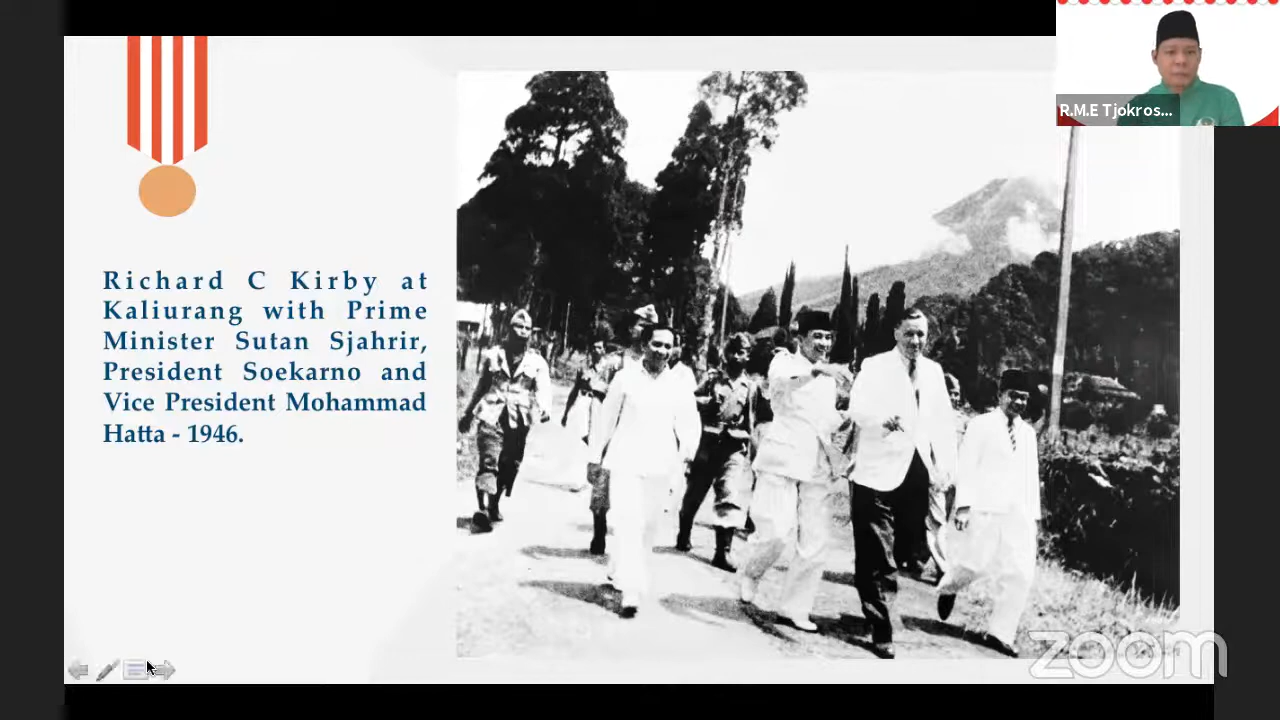 R.M.E Tjokros...
Richard C Kirby at
Kaliurang with Prime
Minister Sutan Sjahrir,
President Soekarno and
Vice President Mohammad
Hatta - 1946.
zoom